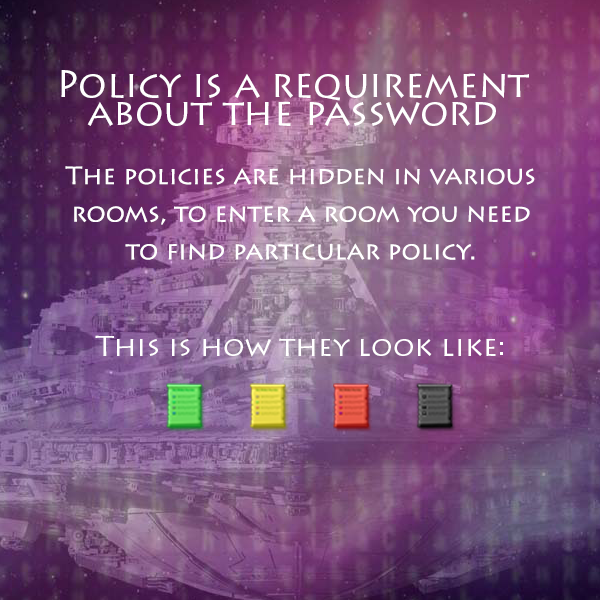 Policy is a requirement
about the password
The policies are hidden in various
rooms, to enter a room you need
to find particular policy.
This is how they look like: